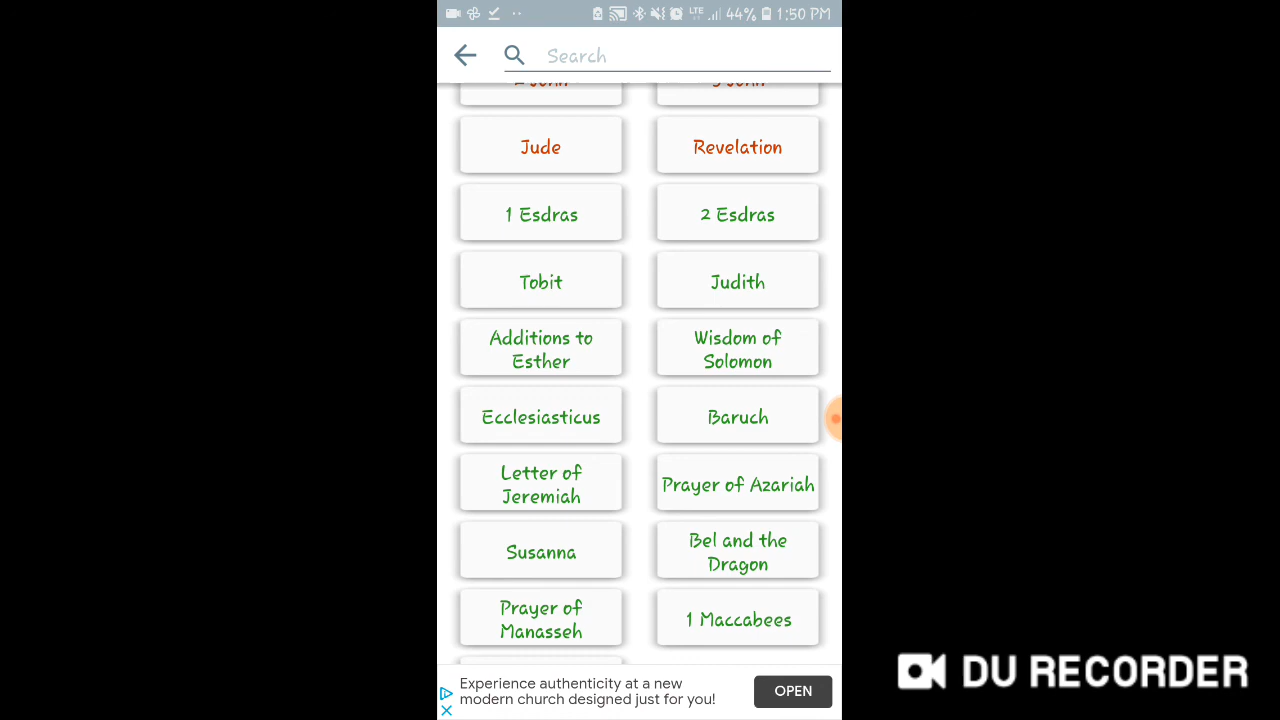 LTE 44% 1:50 PM
Search
Jude
Revelation
1 Esdras
2 Esdras
Tobit
Judith
Additions to
Esther
Wisdom of
Solomon
Ecclesiasticus
Baruch
Letter of
Jeremiah
Prayer of Azariah
Susanna
Bel and the
Dragon
Prayer of
Manasseh
1 Maccabees
Experience authenticity at a new
modern church designed just for you!
OPEN
DU RECORDER